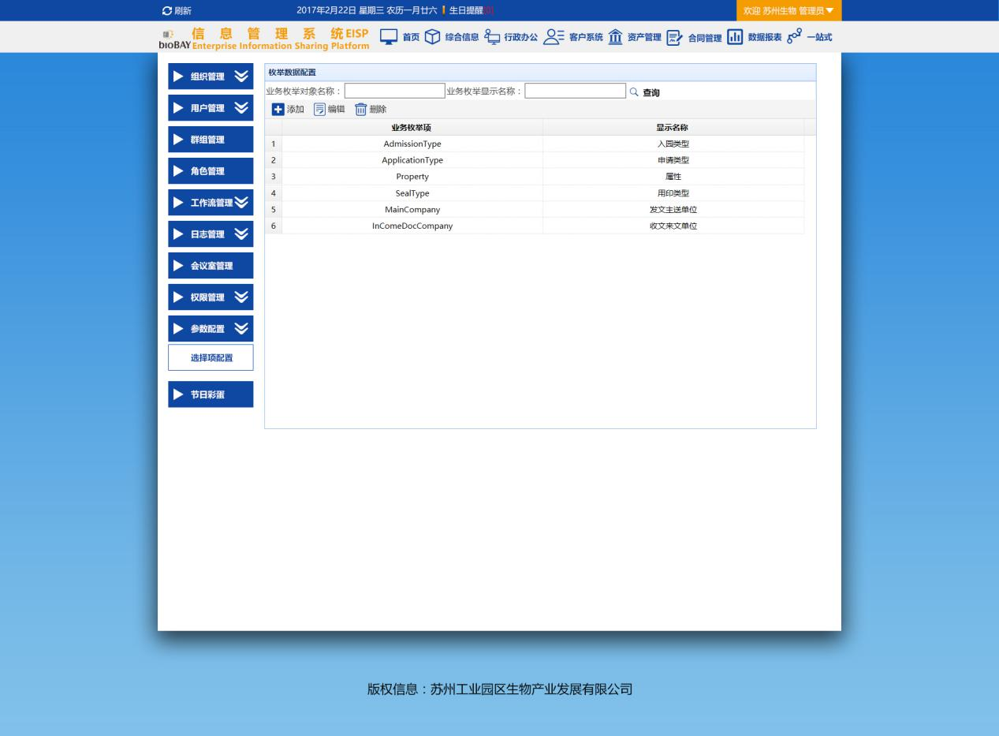 刷新 2017年2月22日 星期三 农历一月廿六 生日提醒[0] 欢迎 苏州生物 管理员
bioBAY 信 息 管 理 系 统EISP
Enterprise Information Sharing Platform
首页 综合信息 行政办公 客户系统 资产管理 合同管理 数据报表 一站式
组织管理
用户管理
群组管理
角色管理
工作流管理
日志管理
会议室管理
权限管理
参数配置
选择项配置
节日彩蛋
枚举数据配置
业务枚举对象名称： 业务枚举显示名称： 查询
添加 编辑 删除
业务枚举项 显示名称
1 AdmissionType 入园类型
2 ApplicationType 申请类型
3 Property 属性
4 SealType 用印类型
5 MainCompany 发文主送单位
6 InComeDocCompany 收文来文单位
版权信息：苏州工业园区生物产业发展有限公司